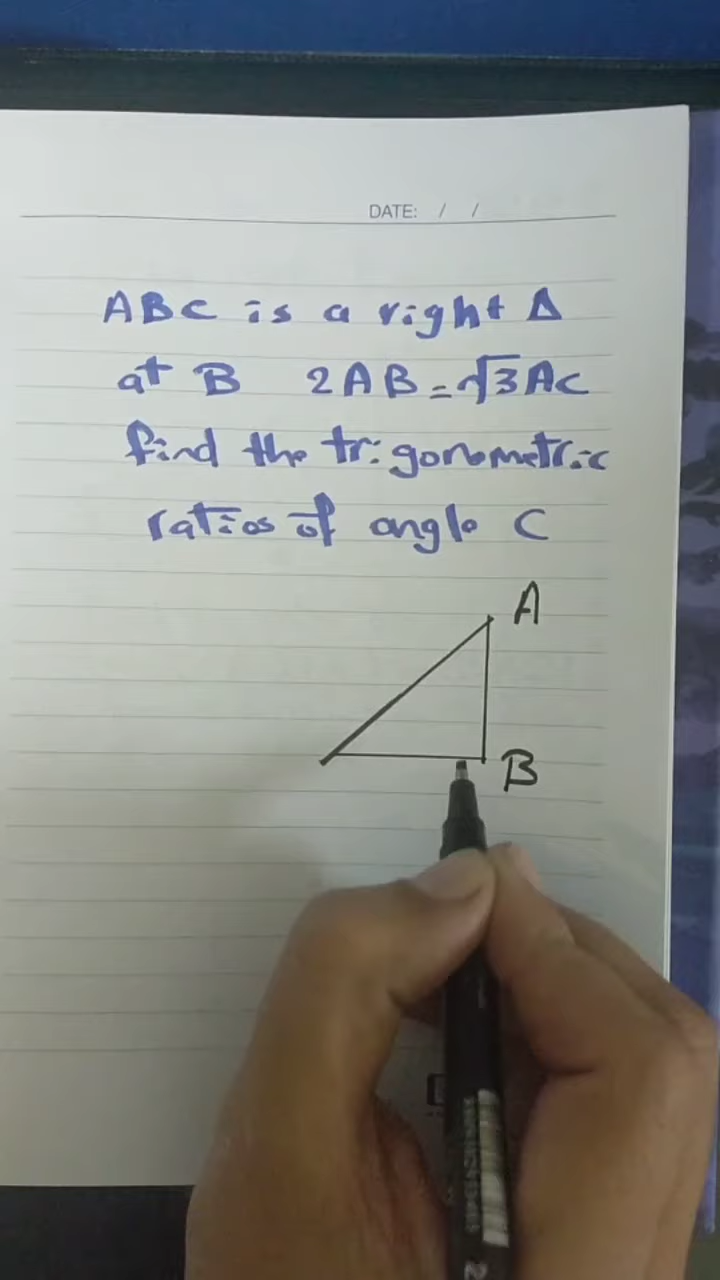 DATE: / /
ABC is a right Δ
at B 2AB=√3AC
find the trigonometric
ratios of angle C
A
B